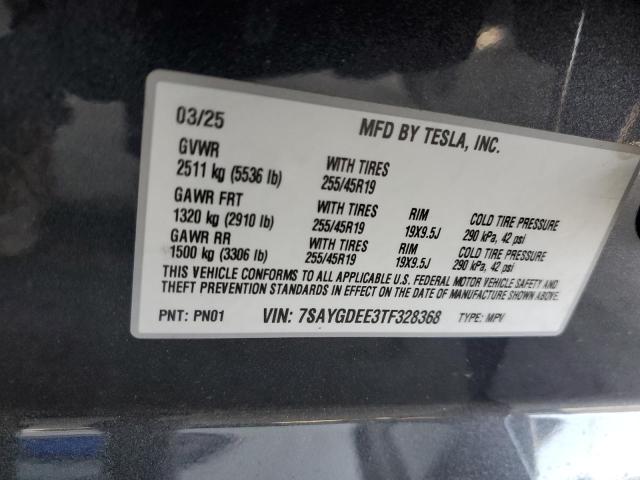 03/25 MFD BY TESLA, INC.
GVWR
2511 kg (5536 lb) WITH TIRES 255/45R19
GAWR FRT
1320 kg (2910 lb) WITH TIRES 255/45R19 RIM 19X9.5J COLD TIRE PRESSURE 290 kPa, 42 psi
GAWR RR
1500 kg (3306 lb) WITH TIRES 255/45R19 RIM 19X9.5J COLD TIRE PRESSURE 290 kPa, 42 psi
THIS VEHICLE CONFORMS TO ALL APPLICABLE U.S. FEDERAL MOTOR VEHICLE SAFETY AND
THEFT PREVENTION STANDARDS IN EFFECT ON THE DATE OF MANUFACTURE SHOWN ABOVE.
PNT: PN01 VIN: 7SAYGDEE3TF328368 TYPE: MPV